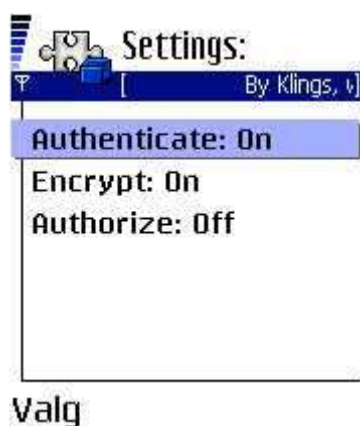 Settings:
[ By Klings, v]
Authenticate: On
Encrypt: On
Authorize: Off
Valg